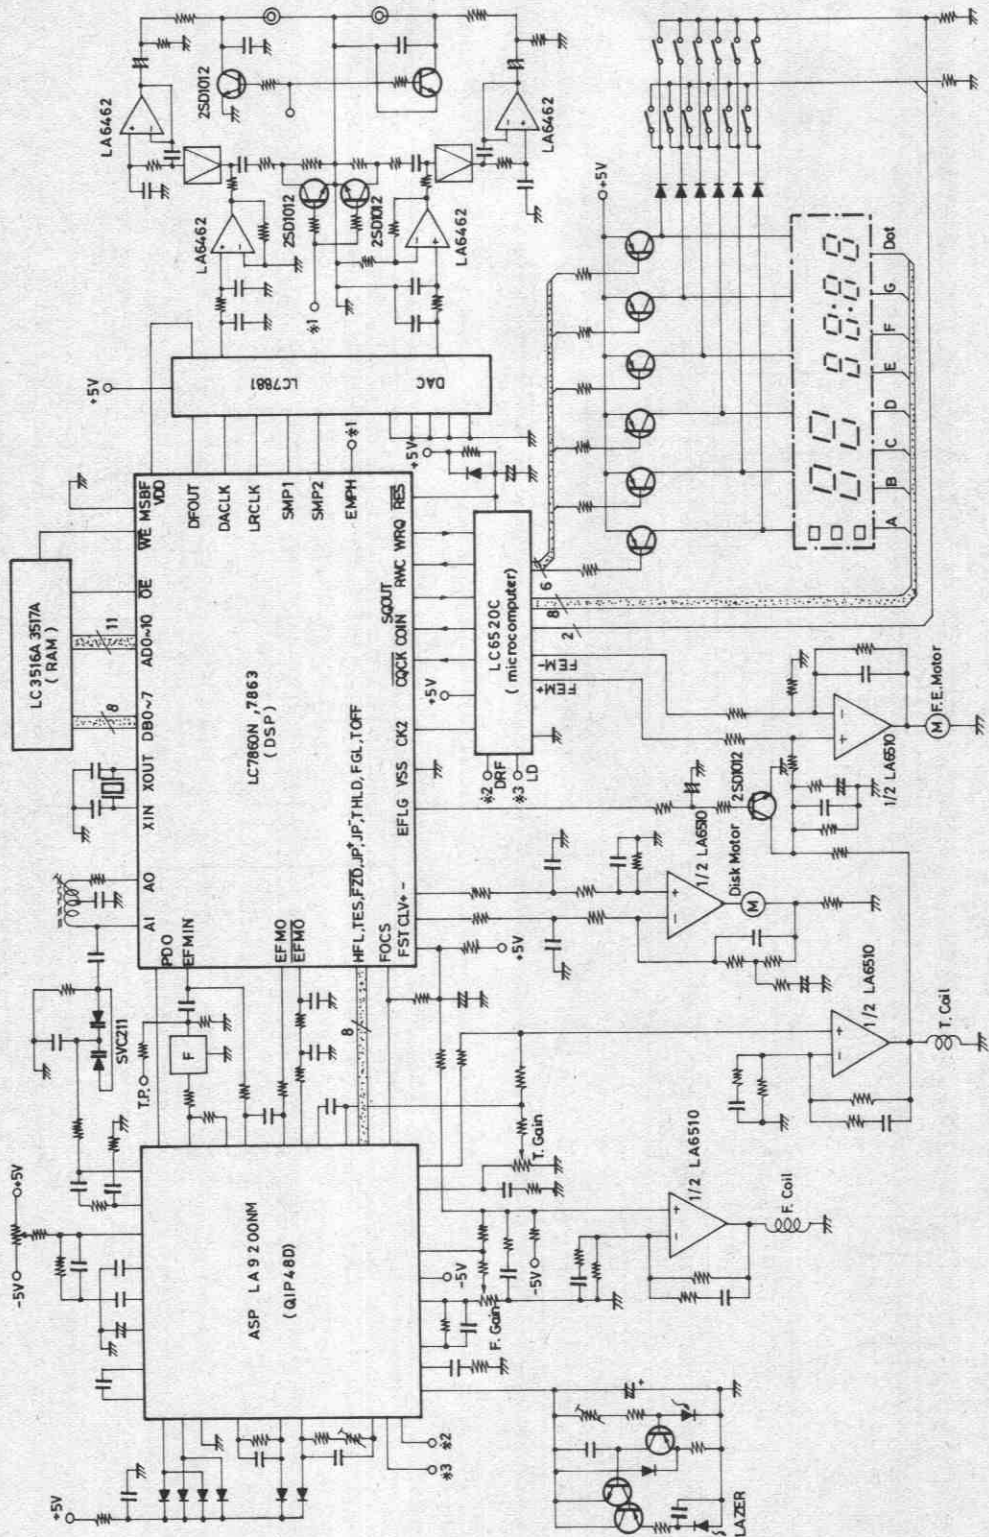 LC3516A 3517A
( RAM )
LA6462
2SD1012
LA6462
2SD1012
2SD1012
LA6462
LA6462
*1
+5V
LC7881
DAC
+5V
11
8
WE
MSBF
VDD
OE
AD0~10
DB0~7
XOUT
XIN
AO
AI
PDO
EFMIN
EFMO
EFMO
HFL,TES,FZD,JP+,JP-,THLD,FGL,TOFF
FOCS
FST
CLV+ -
EFLG
VSS
CK2
CQCK
COIN
SQOUT
RWC
WRQ
RES
DFOUT
DACLK
LRCLK
SMP1
SMP2
EMPH
*1
LC7860N ,7863
( DSP )
LC6520C
( microcomputer )
+5V
*2
DRF
*3
LD
FEM-
FEM+
6
8
2
+5V
A
B
C
D
E
F
G
Dot
SVC211
T.P.
F
8
+5V
-5V
+5V
ASP LA9200NM
(QIP48D)
T. Gain
F. Gain
-5V
-5V
1/2 LA6510
F. Coil
1/2 LA6510
T. Coil
1/2 LA6510
Disk Motor
M
2SD1012
1/2 LA6510
M
F.E. Motor
+5V
*2
*3
LAZER
+